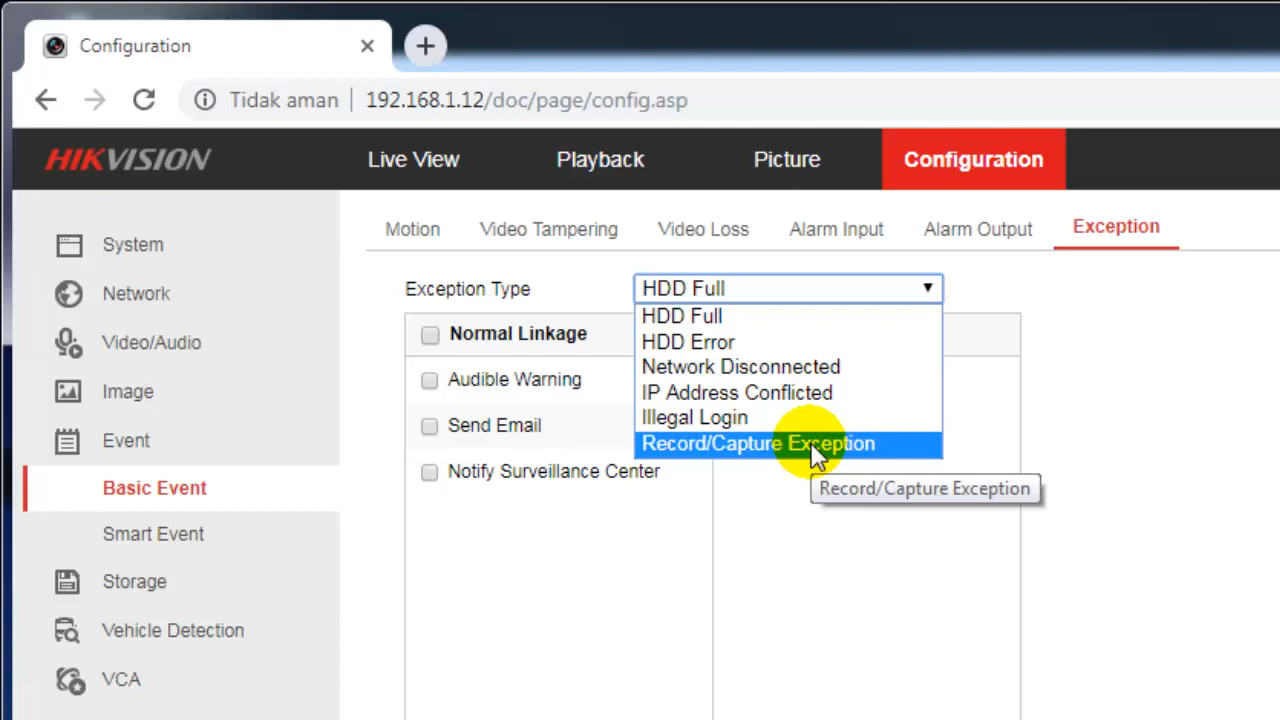 Configuration
Tidak aman | 192.168.1.12/doc/page/config.asp
HIKVISION Live View Playback Picture Configuration
System
Network
Video/Audio
Image
Event
Basic Event
Smart Event
Storage
Vehicle Detection
VCA
Motion Video Tampering Video Loss Alarm Input Alarm Output Exception
Exception Type HDD Full
HDD Full
HDD Error
Network Disconnected
IP Address Conflicted
Illegal Login
Record/Capture Exception
Record/Capture Exception
Normal Linkage
Audible Warning
Send Email
Notify Surveillance Center